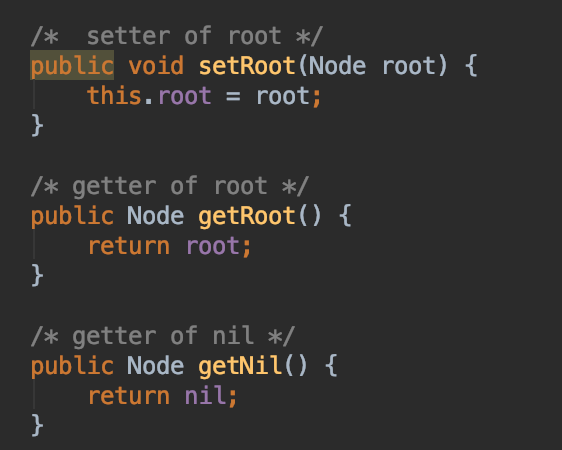 /*  setter of root */
public void setRoot(Node root) {
    this.root = root;
}
/* getter of root */
public Node getRoot() {
    return root;
}
/* getter of nil */
public Node getNil() {
    return nil;
}